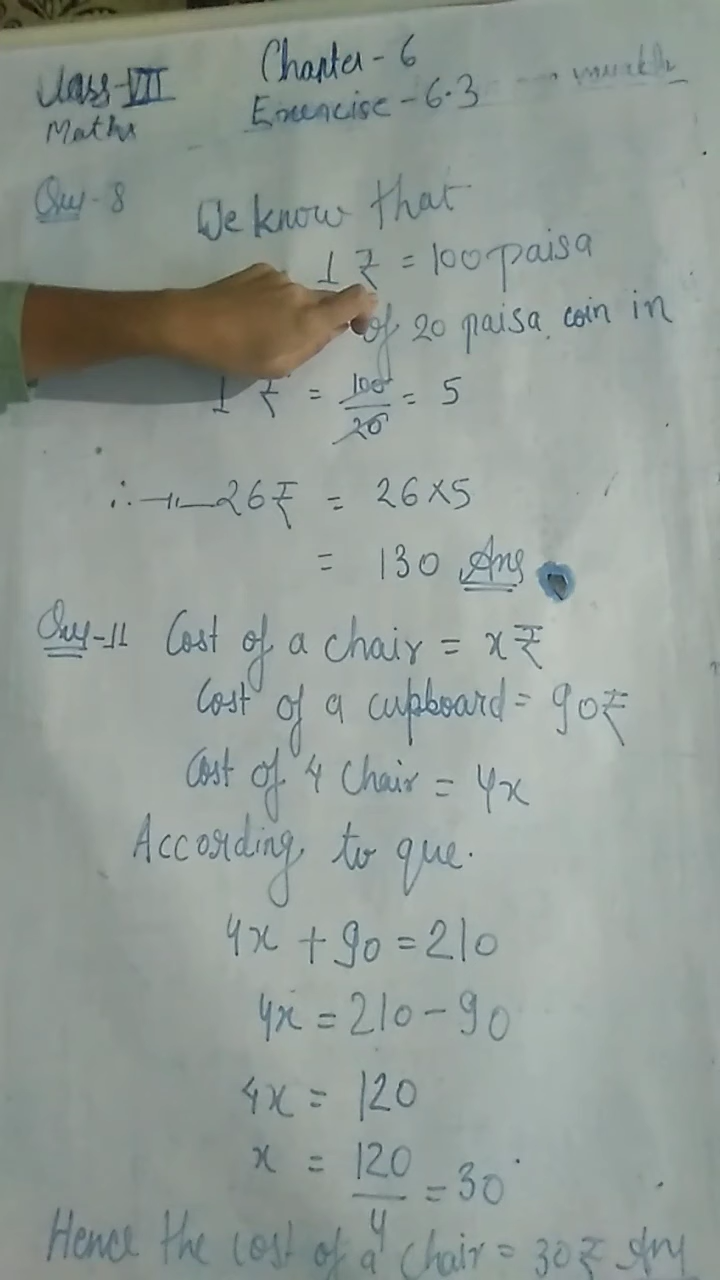 Class-VII
Maths
Chapter-6
Exercise-6.3
Que-8 We know that
1 ₹ = 100 paisa
of 20 paisa coin in
1 ₹ = 100/20 = 5
∴ -"- 26₹ = 26×5
= 130 Ans
Que-11 Cost of a chair = x₹
Cost of a cupboard = 90₹
Cost of 4 Chair = 4x
According to que.
4x + 90 = 210
4x = 210 - 90
4x = 120
x = 120/4 = 30
Hence the cost of a chair = 30₹ Ans